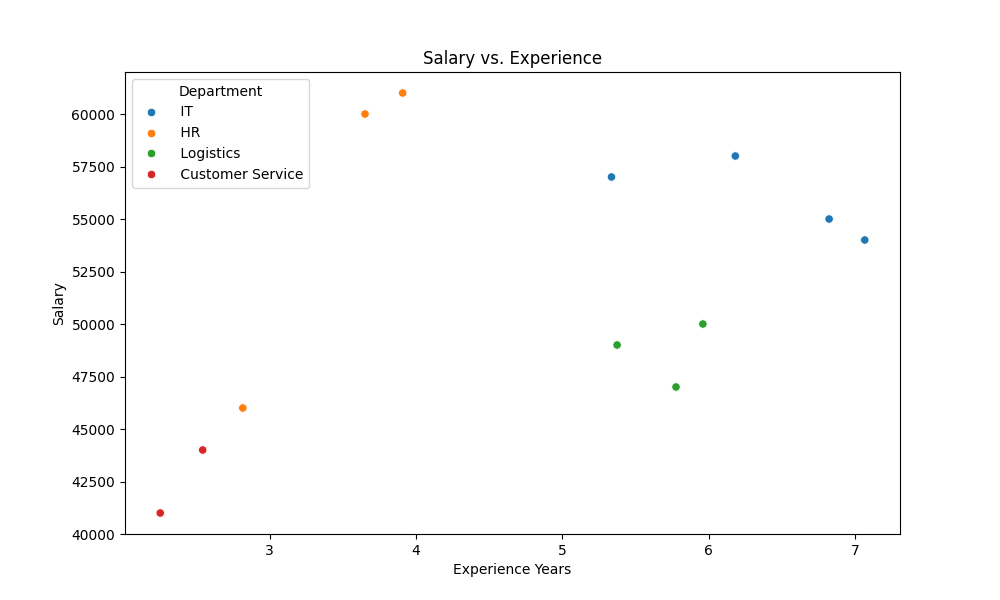 Salary vs. Experience
Department
IT
HR
Logistics
Customer Service
60000
57500
55000
52500
50000
47500
45000
42500
40000
Salary
3 4 5 6 7
Experience Years